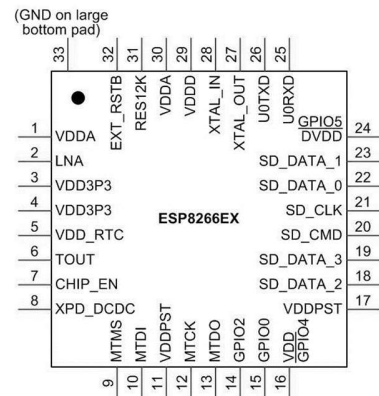 (GND on large
bottom pad)
33
32
31
30
29
28
27
26
25
EXT_RSTB
RES12K
VDDA
VDDD
XTAL_IN
XTAL_OUT
U0TXD
U0RXD
1 VDDA
2 LNA
3 VDD3P3
4 VDD3P3
5 VDD_RTC
6 TOUT
7 CHIP_EN
8 XPD_DCDC
ESP8266EX
GPIO5
DVDD 24
SD_DATA_1 23
SD_DATA_0 22
SD_CLK 21
SD_CMD 20
SD_DATA_3 19
SD_DATA_2 18
VDDPST 17
MTMS
MTDI
VDDPST
MTCK
MTDO
GPIO2
GPIO0
VDD
GPIO4
9
10
11
12
13
14
15
16